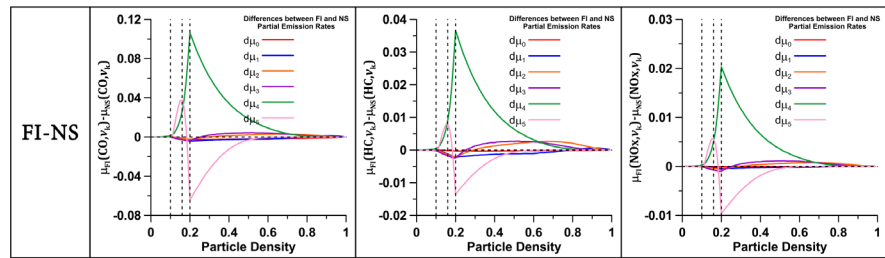 FI-NS
μFI(CO,νk)-μNS(CO,νk)
0.12
0.08
0.04
0
-0.04
-0.08
Differences between FI and NS
Partial Emission Rates
dμ0
dμ1
dμ2
dμ3
dμ4
dμ5
0 0.2 0.4 0.6 0.8 1
Particle Density
μFI(HC,νk)-μNS(HC,νk)
0.04
0.03
0.02
0.01
0
-0.01
-0.02
Differences between FI and NS
Partial Emission Rates
dμ0
dμ1
dμ2
dμ3
dμ4
dμ5
0 0.2 0.4 0.6 0.8 1
Particle Density
μFI(NOx,νk)-μNS(NOx,νk)
0.03
0.02
0.01
0
-0.01
Differences between FI and NS
Partial Emission Rates
dμ0
dμ1
dμ2
dμ3
dμ4
dμ5
0 0.2 0.4 0.6 0.8 1
Particle Density